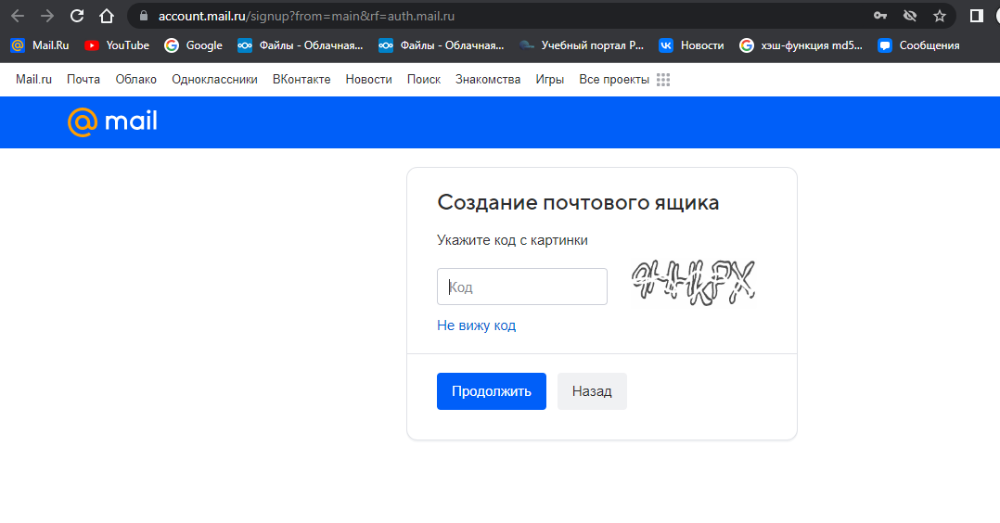 account.mail.ru/signup?from=main&rf=auth.mail.ru
Mail.Ru YouTube Google Файлы - Облачная... Файлы - Облачная... Учебный портал Р... Новости хэш-функция md5... Сообщения
Mail.ru Почта Облако Одноклассники ВКонтакте Новости Поиск Знакомства Игры Все проекты
mail
Создание почтового ящика
Укажите код с картинки
Код
Не вижу код
Продолжить Назад